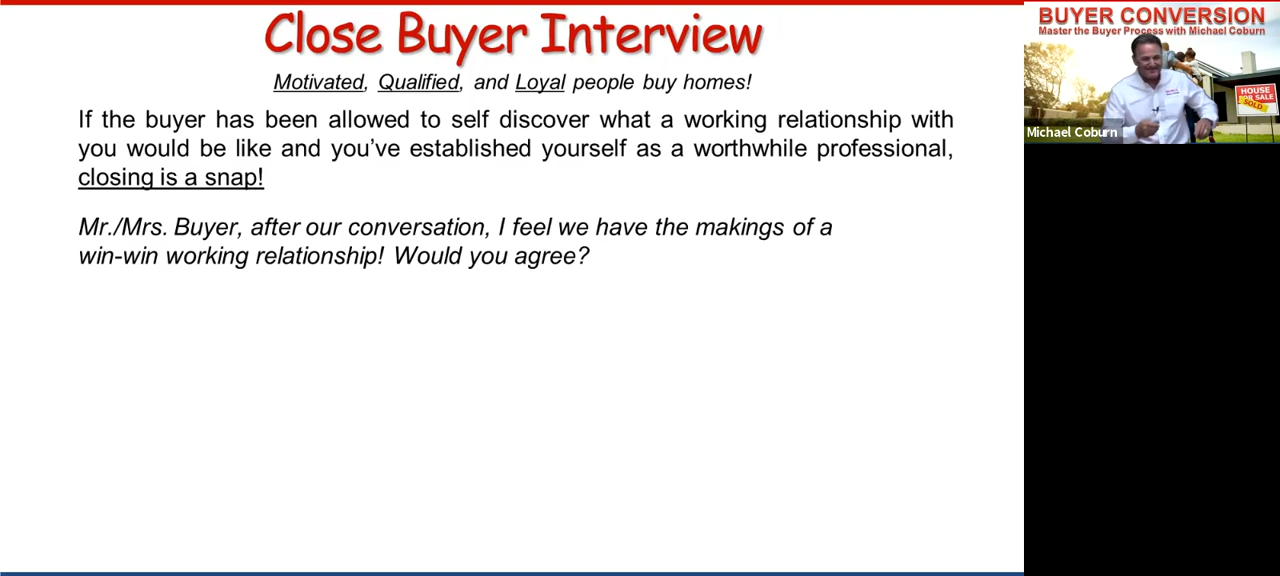 Close Buyer Interview
Motivated, Qualified, and Loyal people buy homes!
If the buyer has been allowed to self discover what a working relationship with
you would be like and you’ve established yourself as a worthwhile professional,
closing is a snap!
Mr./Mrs. Buyer, after our conversation, I feel we have the makings of a
win-win working relationship! Would you agree?
BUYER CONVERSION
Master the Buyer Process with Michael Coburn
HOUSE
FOR SALE
SOLD
Michael Coburn